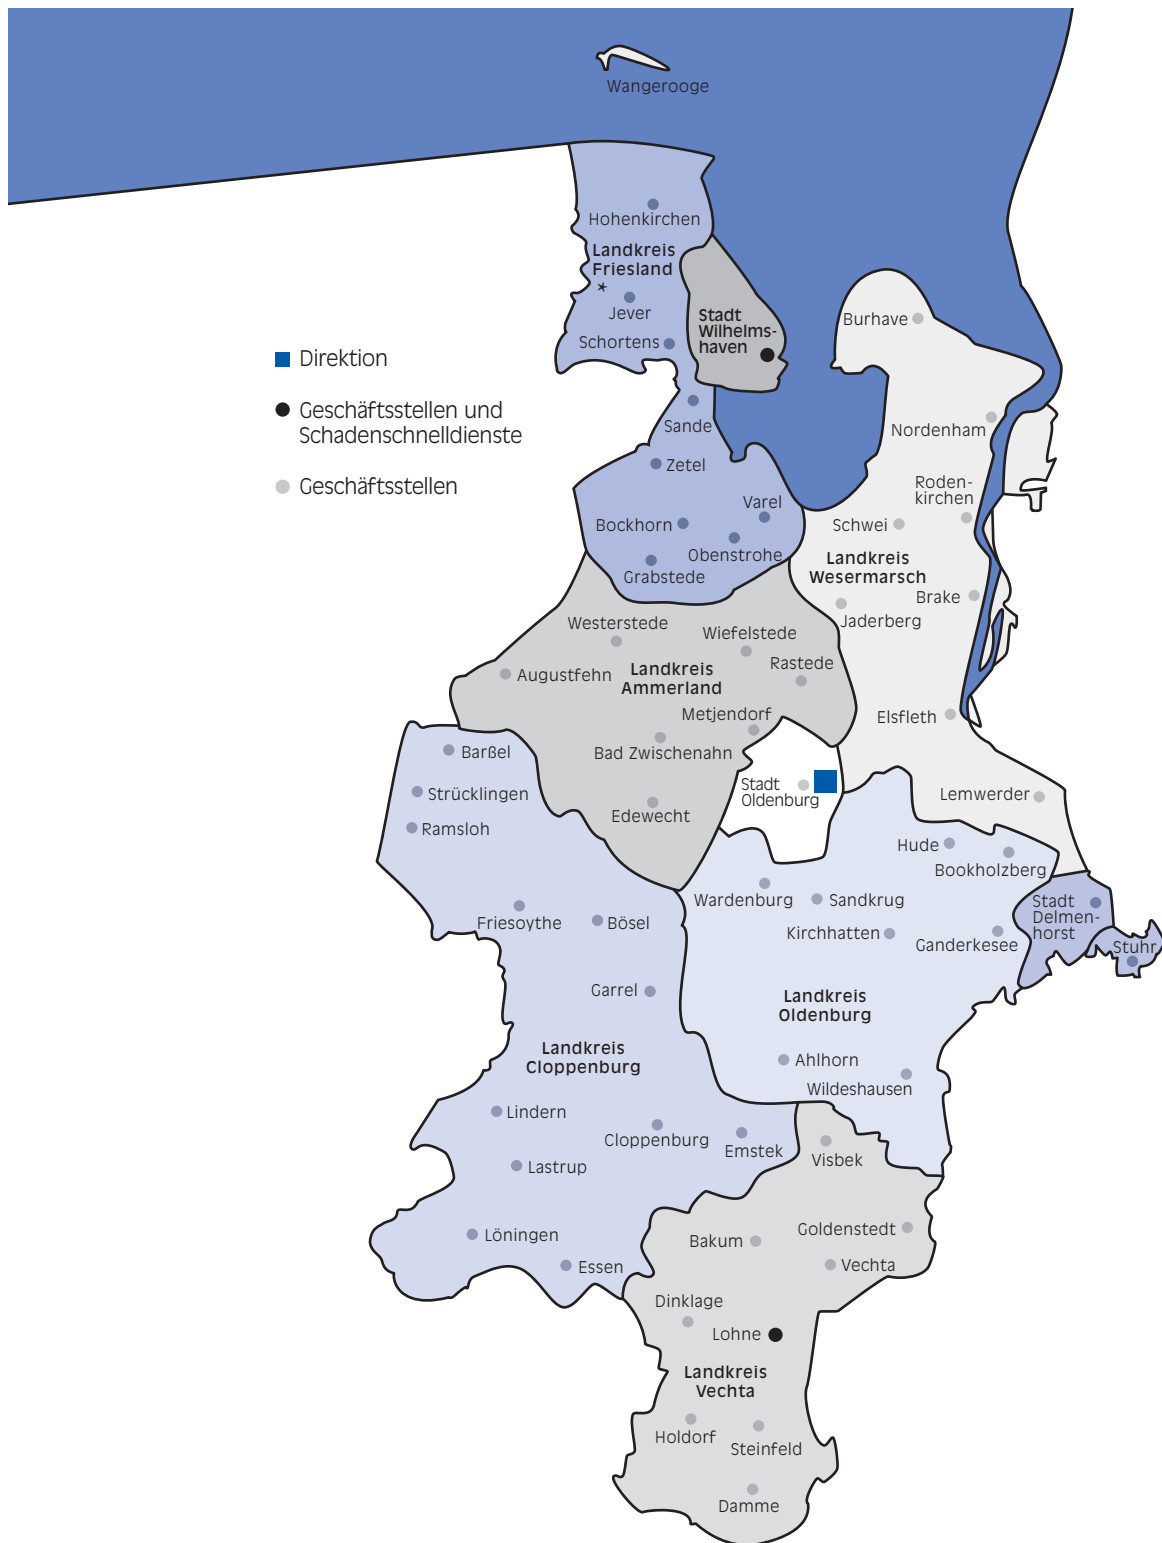 Wangerooge
Hohenkirchen
Landkreis
Friesland
*
Jever
Schortens
Stadt
Wilhelms-
haven
Burhave
Direktion
Geschäftsstellen und
Schadenschnelldienste
Geschäftsstellen
Sande
Zetel
Nordenham
Roden-
kirchen
Varel
Bockhorn
Schwei
Obenstrohe
Grabstede
Landkreis
Wesermarsch
Brake
Jaderberg
Westerstede
Wiefelstede
Rastede
Augustfehn
Landkreis
Ammerland
Metjendorf
Elsfleth
Bad Zwischenahn
Barßel
Strücklingen
Ramsloh
Edewecht
Stadt
Oldenburg
Lemwerder
Hude
Bookholzberg
Wardenburg
Sandkrug
Stadt
Delmen-
horst
Friesoythe
Bösel
Kirchhatten
Ganderkesee
Stuhr
Garrel
Landkreis
Oldenburg
Landkreis
Cloppenburg
Ahlhorn
Wildeshausen
Lindern
Cloppenburg
Emstek
Visbek
Lastrup
Löningen
Essen
Goldenstedt
Bakum
Vechta
Dinklage
Lohne
Landkreis
Vechta
Holdorf
Steinfeld
Damme